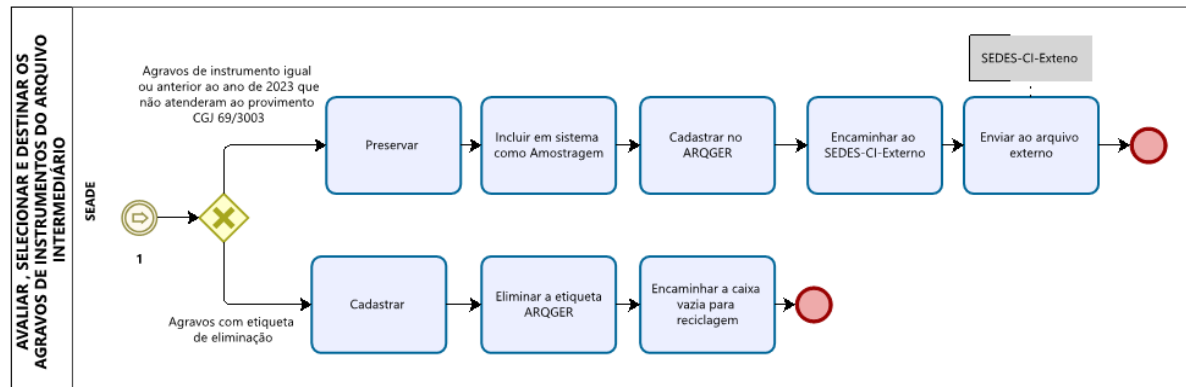 AVALIAR , SELECIONAR E DESTINAR OS
AGRAVOS DE INSTRUMENTOS DO ARQUIVO
INTERMEDIÁRIO
SEADE
1
Agravos de instrumento igual
ou anterior ao ano de 2023 que
não atenderam ao provimento
CGJ 69/3003
Preservar
Incluir em sistema
como Amostragem
Cadastrar no
ARQGER
Encaminhar ao
SEDES-CI-Externo
SEDES-CI-Exteno
Enviar ao arquivo
externo
Agravos com etiqueta
de eliminação
Cadastrar
Eliminar a etiqueta
ARQGER
Encaminhar a caixa
vazia para
reciclagem